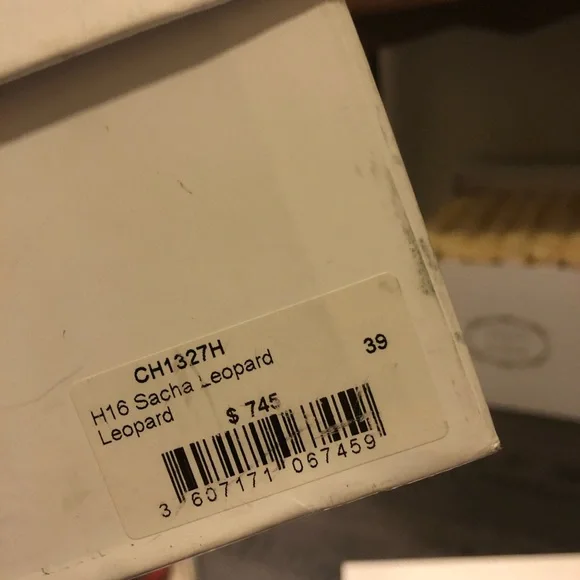 CH1327H
39
H16 Sacha Leopard
Leopard
$ 745
3 607171 067459